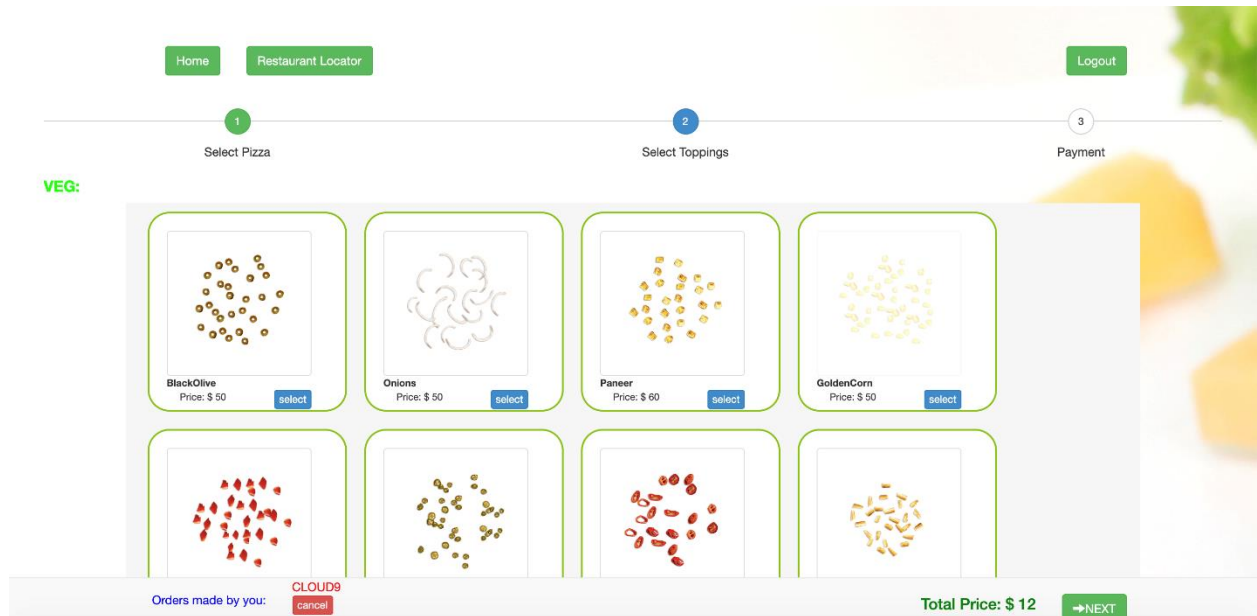 Home Restaurant Locator Logout
1 2 3
Select Pizza Select Toppings Payment
VEG:
BlackOlive Onions Paneer GoldenCorn
Price: $ 50 select Price: $ 50 select Price: $ 60 select Price: $ 50 select
CLOUD9
Orders made by you: cancel Total Price: $ 12 ➔NEXT